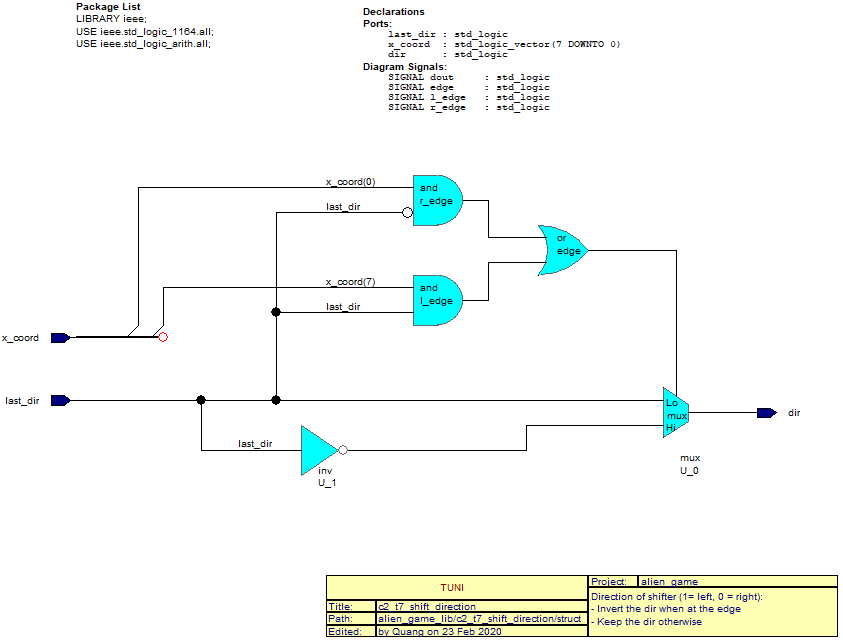 Package List
LIBRARY ieee;
USE ieee.std_logic_1164.all;
USE ieee.std_logic_arith.all;
Declarations
Ports:
last_dir : std_logic
x_coord : std_logic_vector(7 DOWNTO 0)
dir : std_logic
Diagram Signals:
SIGNAL dout : std_logic
SIGNAL edge : std_logic
SIGNAL l_edge : std_logic
SIGNAL r_edge : std_logic
x_coord(0)
and
r_edge
last_dir
or
edge
x_coord(7)
and
l_edge
last_dir
x_coord
last_dir
Lo
mux
Hi
dir
last_dir
inv
U_1
mux
U_0
TUNI
Title: c2_t7_shift_direction
Path: alien_game_lib/c2_t7_shift_direction/struct
Edited: by Quang on 23 Feb 2020
Project: alien_game
Direction of shifter (1= left, 0 = right):
- Invert the dir when at the edge
- Keep the dir otherwise